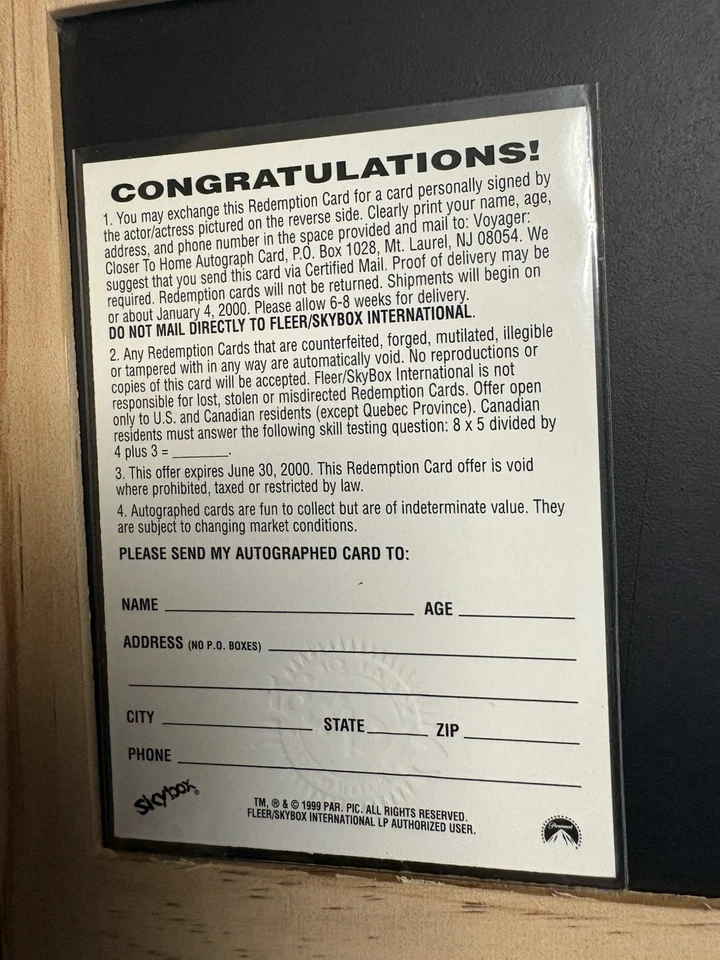 CONGRATULATIONS!
1. You may exchange this Redemption Card for a card personally signed by
the actor/actress pictured on the reverse side. Clearly print your name, age,
address, and phone number in the space provided and mail to: Voyager:
Closer To Home Autograph Card, P.O. Box 1028, Mt. Laurel, NJ 08054. We
suggest that you send this card via Certified Mail. Proof of delivery may be
required. Redemption cards will not be returned. Shipments will begin on
or about January 4, 2000. Please allow 6-8 weeks for delivery.
DO NOT MAIL DIRECTLY TO FLEER/SKYBOX INTERNATIONAL.
2. Any Redemption Cards that are counterfeited, forged, mutilated, illegible
or tampered with in any way are automatically void. No reproductions or
copies of this card will be accepted. Fleer/SkyBox International is not
responsible for lost, stolen or misdirected Redemption Cards. Offer open
only to U.S. and Canadian residents (except Quebec Province). Canadian
residents must answer the following skill testing question: 8 x 5 divided by
4 plus 3 = _______.
3. This offer expires June 30, 2000. This Redemption Card offer is void
where prohibited, taxed or restricted by law.
4. Autographed cards are fun to collect but are of indeterminate value. They
are subject to changing market conditions.
PLEASE SEND MY AUTOGRAPHED CARD TO:
NAME ______ AGE ______
ADDRESS (NO P.O. BOXES) ______
CITY ______ STATE ______ ZIP ______
PHONE ______
Skybox®
TM, ® & © 1999 PAR. PIC. ALL RIGHTS RESERVED.
FLEER/SKYBOX INTERNATIONAL LP AUTHORIZED USER.
Paramount